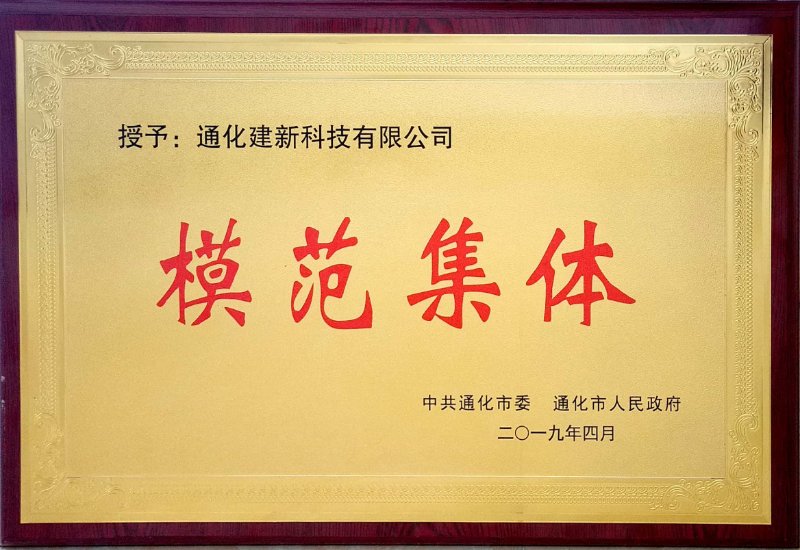 授予：通化建新科技有限公司
模范集体
中共通化市委　通化市人民政府
二〇一九年四月